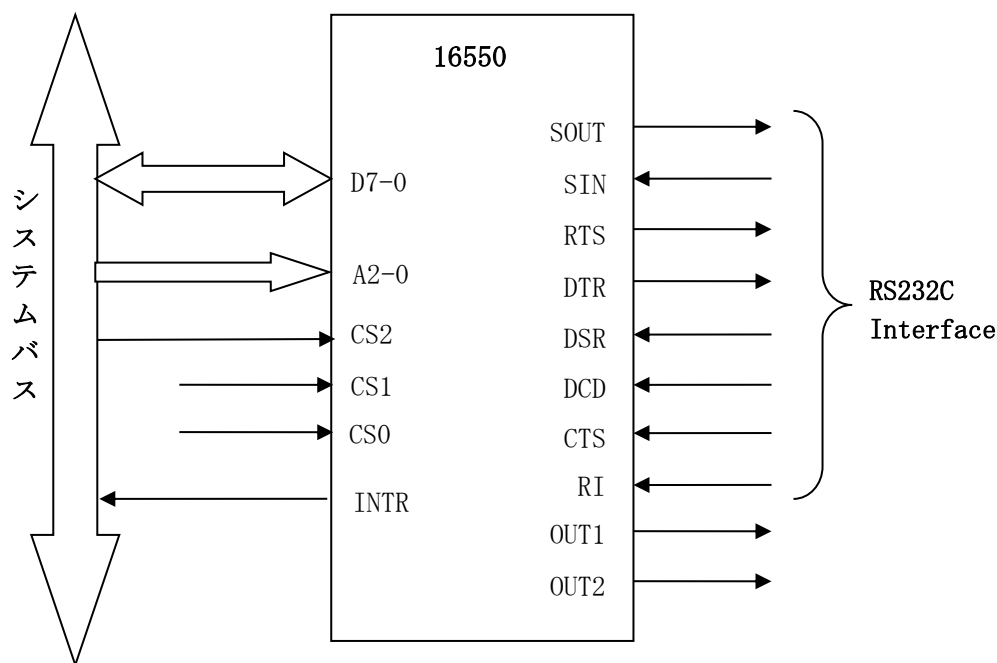 16550
システムバス
D7-0
A2-0
CS2
CS1
CS0
INTR
SOUT
SIN
RTS
DTR
DSR
DCD
CTS
RI
OUT1
OUT2
RS232C
Interface